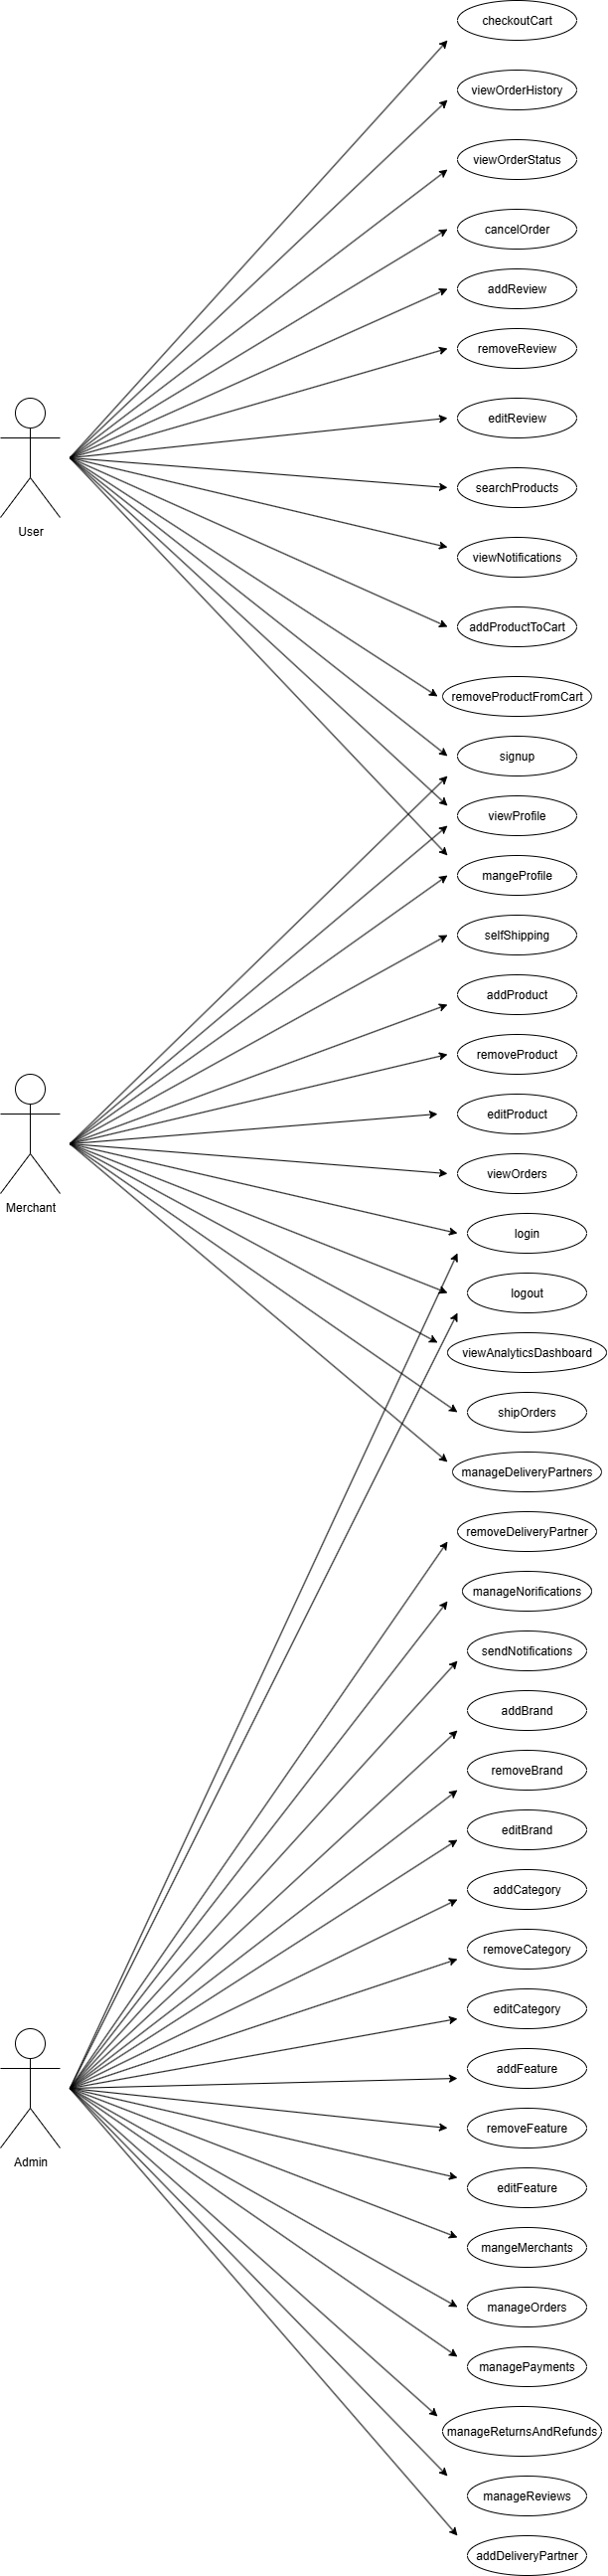 checkoutCart
viewOrderHistory
viewOrderStatus
cancelOrder
addReview
removeReview
editReview
searchProducts
User
viewNotifications
addProductToCart
removeProductFromCart
signup
viewProfile
mangeProfile
selfShipping
addProduct
removeProduct
editProduct
viewOrders
Merchant
login
logout
viewAnalyticsDashboard
shipOrders
manageDeliveryPartners
removeDeliveryPartner
manageNorifications
sendNotifications
addBrand
removeBrand
editBrand
addCategory
removeCategory
editCategory
addFeature
removeFeature
Admin
editFeature
mangeMerchants
manageOrders
managePayments
manageReturnsAndRefunds
manageReviews
addDeliveryPartner